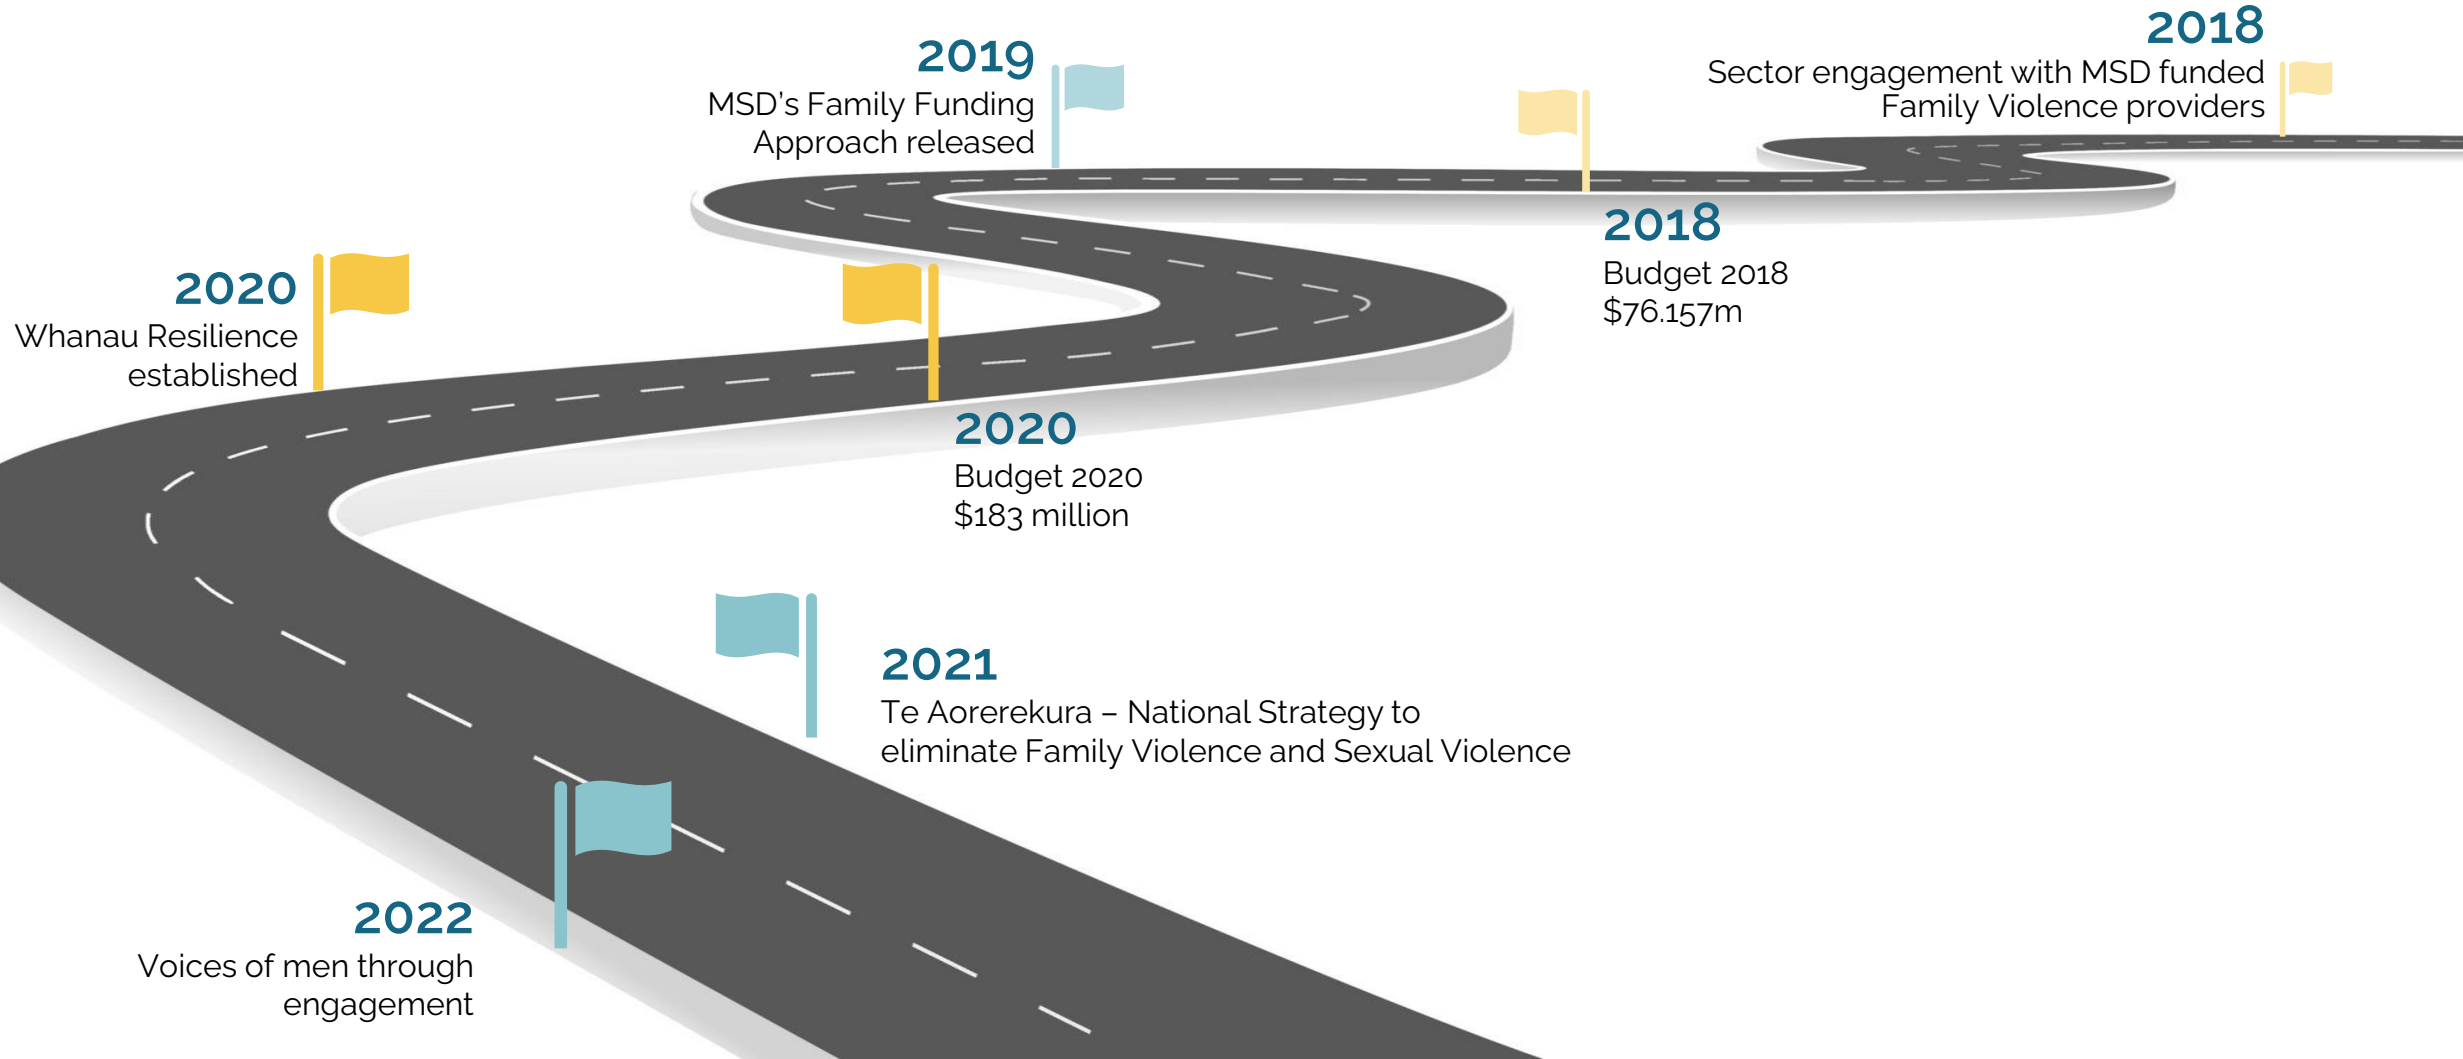 2018
Sector engagement with MSD funded
Family Violence providers
2018
Budget 2018
$76.157m
2019
MSD's Family Funding
Approach released
2020
Budget 2020
$183 million
2020
Whanau Resilience
established
2021
Te Aorerekura – National Strategy to
eliminate Family Violence and Sexual Violence
2022
Voices of men through
engagement